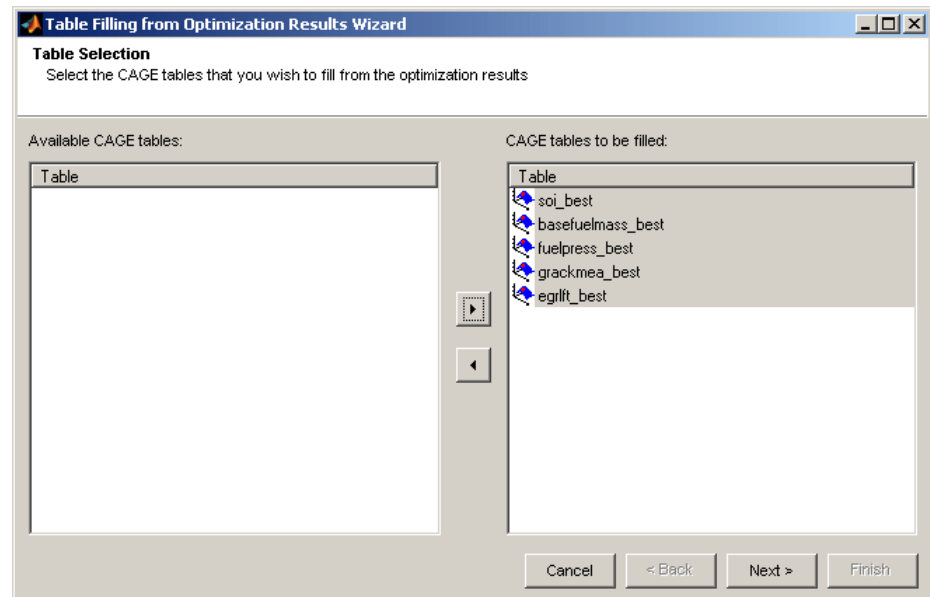 Table Filling from Optimization Results Wizard
Table Selection
Select the CAGE tables that you wish to fill from the optimization results
Available CAGE tables:
Table
CAGE tables to be filled:
Table
soi_best
basefuelmass_best
fuelpress_best
grackmea_best
egrlft_best
Cancel
< Back
Next >
Finish